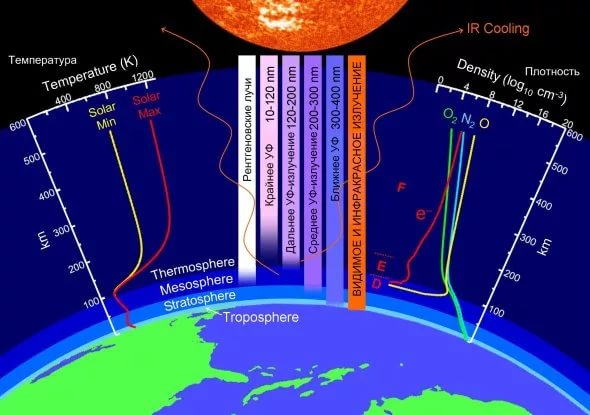 IR Cooling
Температура
Temperature (K)
400
800
1200
Solar
Min
Solar
Max
600
500
400
300
200
100
km
Рентгеновские лучи
Крайнее УФ 10-120 nm
Дальнее УФ-излучение 120-200 nm
Среднее УФ-излучение 200-300 nm
Ближнее УФ 300-400 nm
ВИДИМОЕ И ИНФРАКРАСНОЕ ИЗЛУЧЕНИЕ
Плотность
Density (log10 cm-3)
0
4
8
12
16
20
O2
N2
O
600
500
400
300
200
100
km
F
e–
E
D
Thermosphere
Mesosphere
Stratosphere
Troposphere